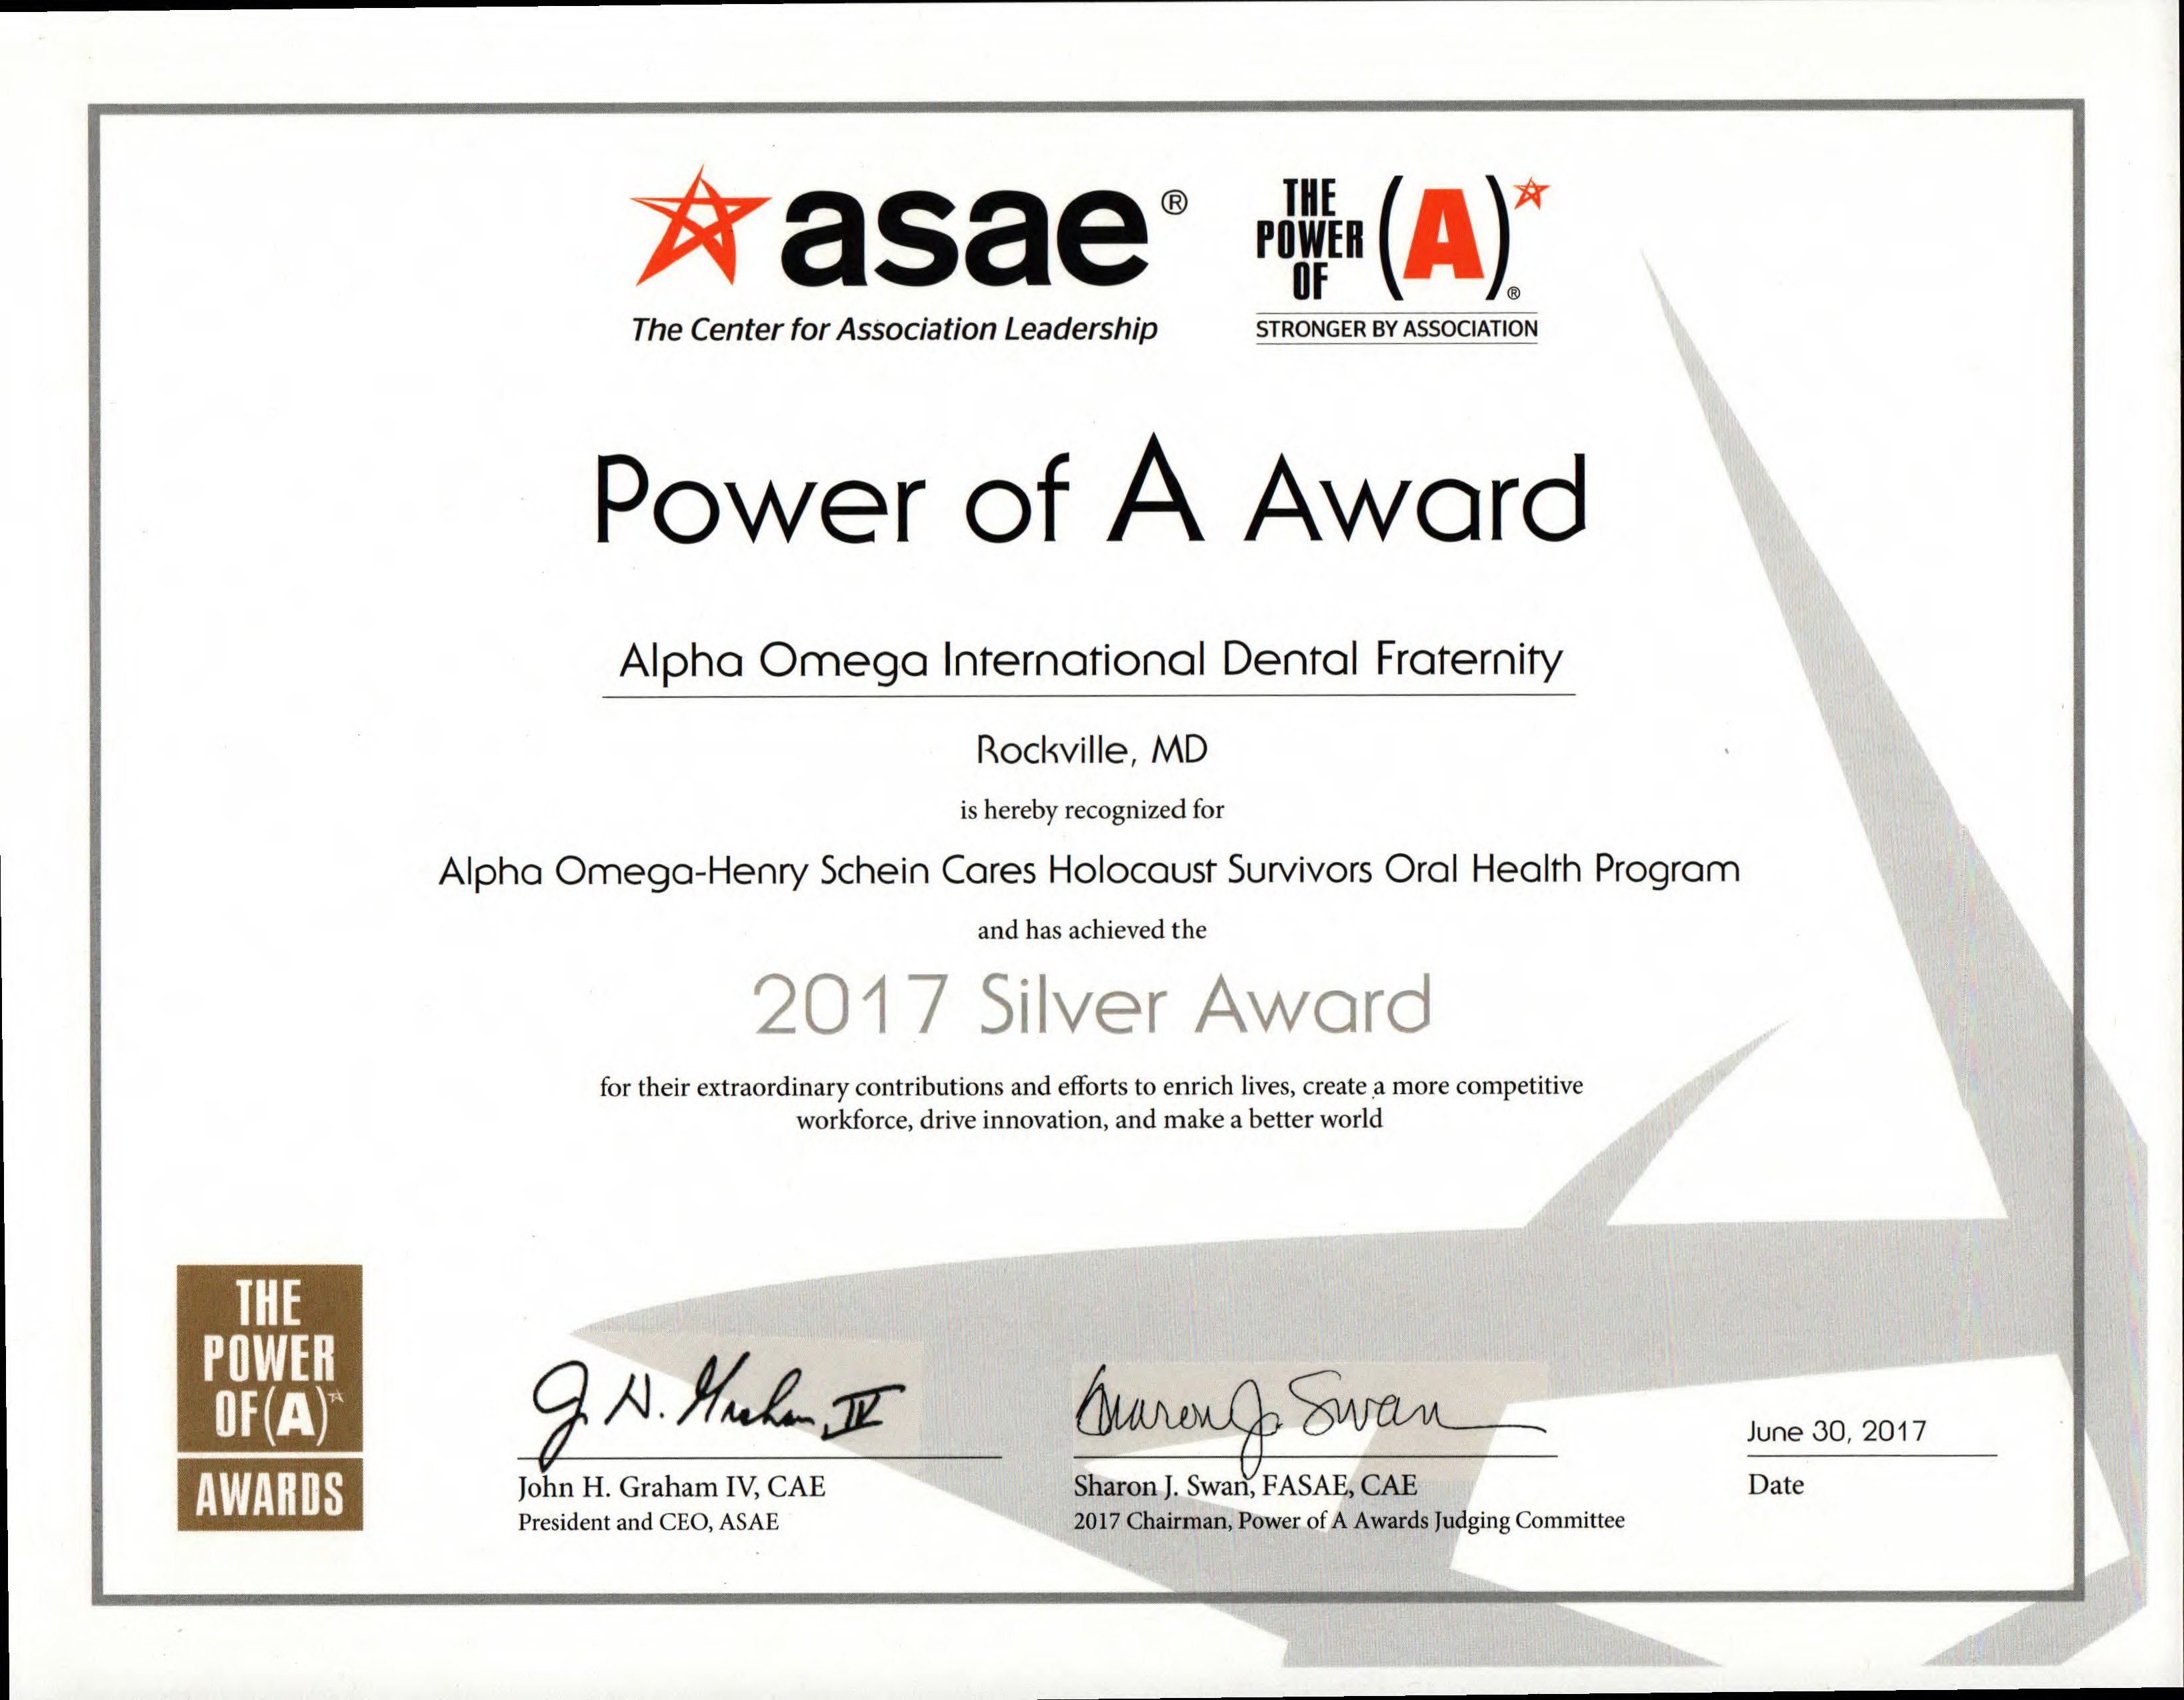 asae®
The Center for Association Leadership
THE
POWER
OF
(A)®
STRONGER BY ASSOCIATION
Power of A Award
Alpha Omega International Dental Fraternity
Rockville, MD
is hereby recognized for
Alpha Omega-Henry Schein Cares Holocaust Survivors Oral Health Program
and has achieved the
2017 Silver Award
for their extraordinary contributions and efforts to enrich lives, create a more competitive
workforce, drive innovation, and make a better world
THE
POWER
OF(A)
AWARDS
J. H. Graham, IV
John H. Graham IV, CAE
President and CEO, ASAE
Sharon J. Swan
Sharon J. Swan, FASAE, CAE
2017 Chairman, Power of A Awards Judging Committee
June 30, 2017
Date